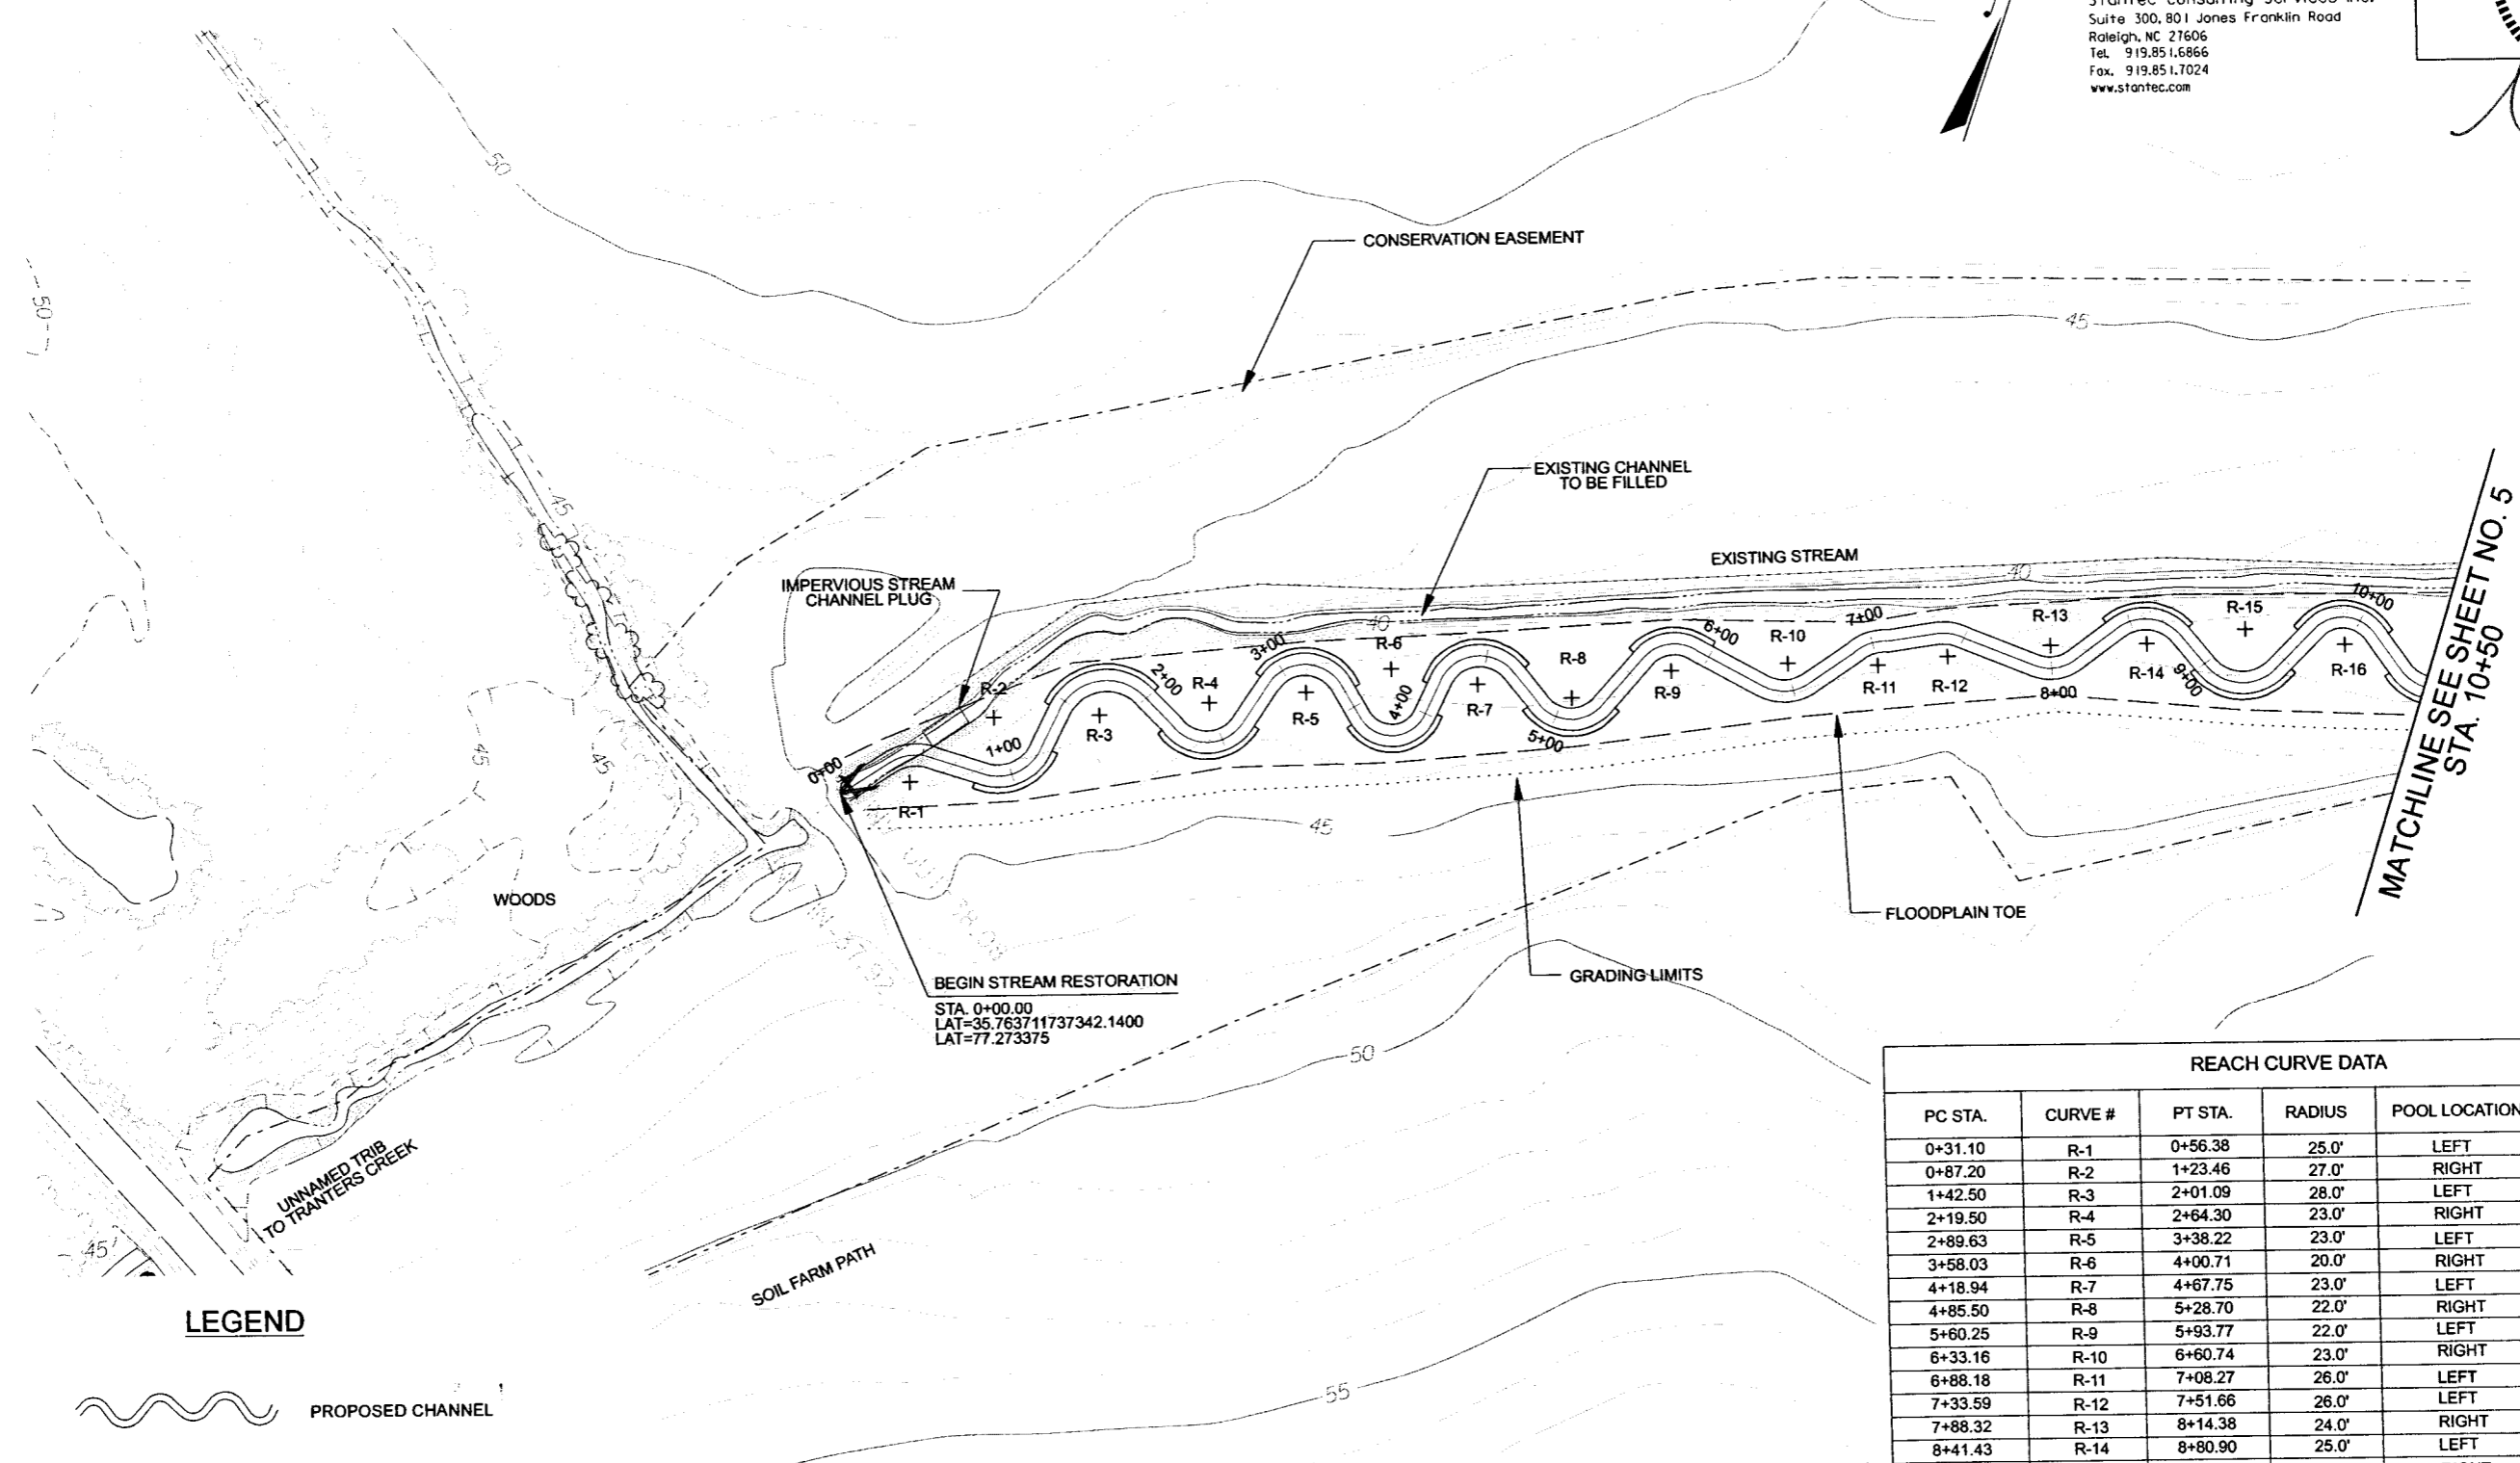 Suite 300, 801 Jones Franklin Road
Raleigh, NC 27606
Tel. 919.851.6866
Fax. 919.851.7024
www.stantec.com
50
50
CONSERVATION EASEMENT
45
45
EXISTING CHANNEL
TO BE FILLED
EXISTING STREAM
40
IMPERVIOUS STREAM
CHANNEL PLUG
40
0+00
1+00
2+00
3+00
4+00
5+00
6+00
7+00
8+00
9+00
10+00
R-1
R-2
R-3
R-4
R-5
R-6
R-7
R-8
R-9
R-10
R-11
R-12
R-13
R-14
R-15
R-16
MATCHLINE SEE SHEET NO. 5
STA. 10+50
45
45
45
WOODS
FLOODPLAIN TOE
GRADING LIMITS
BEGIN STREAM RESTORATION
STA. 0+00.00
LAT=35.763711737342.1400
LAT=77.273375
50
UNNAMED TRIB
TO TRANTERS CREEK
45
SOIL FARM PATH
55
LEGEND
PROPOSED CHANNEL
REACH CURVE DATA
PC STA. CURVE # PT STA. RADIUS POOL LOCATION
0+31.10 R-1 0+56.38 25.0' LEFT
0+87.20 R-2 1+23.46 27.0' RIGHT
1+42.50 R-3 2+01.09 28.0' LEFT
2+19.50 R-4 2+64.30 23.0' RIGHT
2+89.63 R-5 3+38.22 23.0' LEFT
3+58.03 R-6 4+00.71 20.0' RIGHT
4+18.94 R-7 4+67.75 23.0' LEFT
4+85.50 R-8 5+28.70 22.0' RIGHT
5+60.25 R-9 5+93.77 22.0' LEFT
6+33.16 R-10 6+60.74 23.0' RIGHT
6+88.18 R-11 7+08.27 26.0' LEFT
7+33.59 R-12 7+51.66 26.0' LEFT
7+88.32 R-13 8+14.38 24.0' RIGHT
8+41.43 R-14 8+80.90 25.0' LEFT